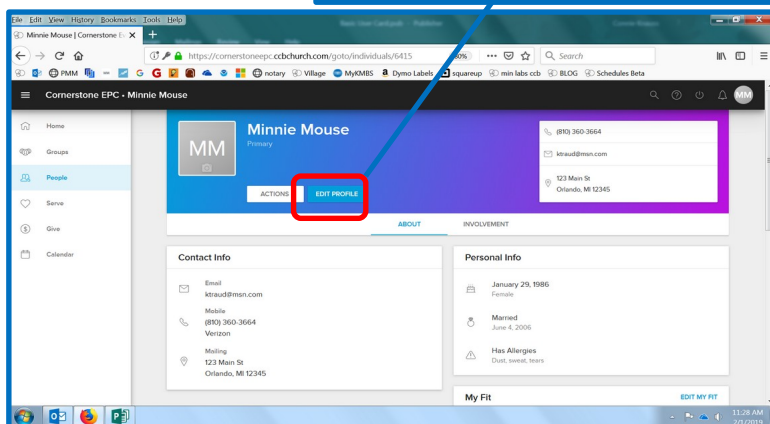 File Edit View History Bookmarks Tools Help
Minnie Mouse | Cornerstone E
https://cornerstoneepc.ccbchurch.com/goto/individuals/6415
Search
PMM
notary Village MyKMBS Dymo Labels squareup min labs ccb BLOG Schedules Beta
Cornerstone EPC • Minnie Mouse
MM
Home
Groups
People
Serve
Give
Calendar
MM
Minnie Mouse
Primary
ACTIONS
EDIT PROFILE
(810) 360-3664
ktraud@msn.com
123 Main St
Orlando, MI 12345
ABOUT
INVOLVEMENT
Contact Info
Email
ktraud@msn.com
Mobile
(810) 360-3664
Verizon
Mailing
123 Main St
Orlando, MI 12345
Personal Info
January 29, 1986
Female
Married
June 4, 2006
Has Allergies
Dust, sweat, tears
My Fit
EDIT MY FIT
11:28 AM
2/1/2019